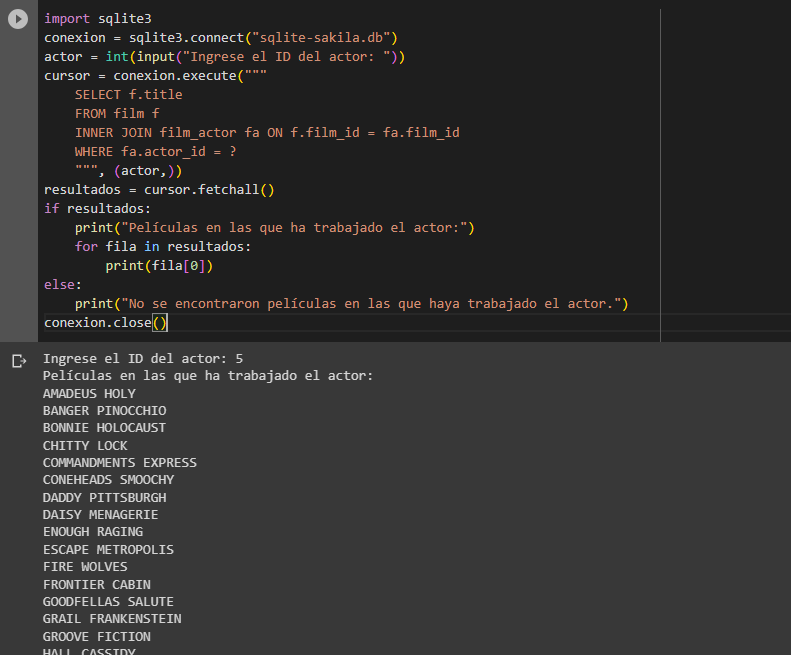 import sqlite3
conexion = sqlite3.connect("sqlite-sakila.db")
actor = int(input("Ingrese el ID del actor: "))
cursor = conexion.execute("""
    SELECT f.title
    FROM film f
    INNER JOIN film_actor fa ON f.film_id = fa.film_id
    WHERE fa.actor_id = ?
    """, (actor,))
resultados = cursor.fetchall()
if resultados:
    print("Películas en las que ha trabajado el actor:")
    for fila in resultados:
        print(fila[0])
else:
    print("No se encontraron películas en las que haya trabajado el actor.")
conexion.close()
Ingrese el ID del actor: 5
Películas en las que ha trabajado el actor:
AMADEUS HOLY
BANGER PINOCCHIO
BONNIE HOLOCAUST
CHITTY LOCK
COMMANDMENTS EXPRESS
CONEHEADS SMOOCHY
DADDY PITTSBURGH
DAISY MENAGERIE
ENOUGH RAGING
ESCAPE METROPOLIS
FIRE WOLVES
FRONTIER CABIN
GOODFELLAS SALUTE
GRAIL FRANKENSTEIN
GROOVE FICTION
HALL CASSIDY